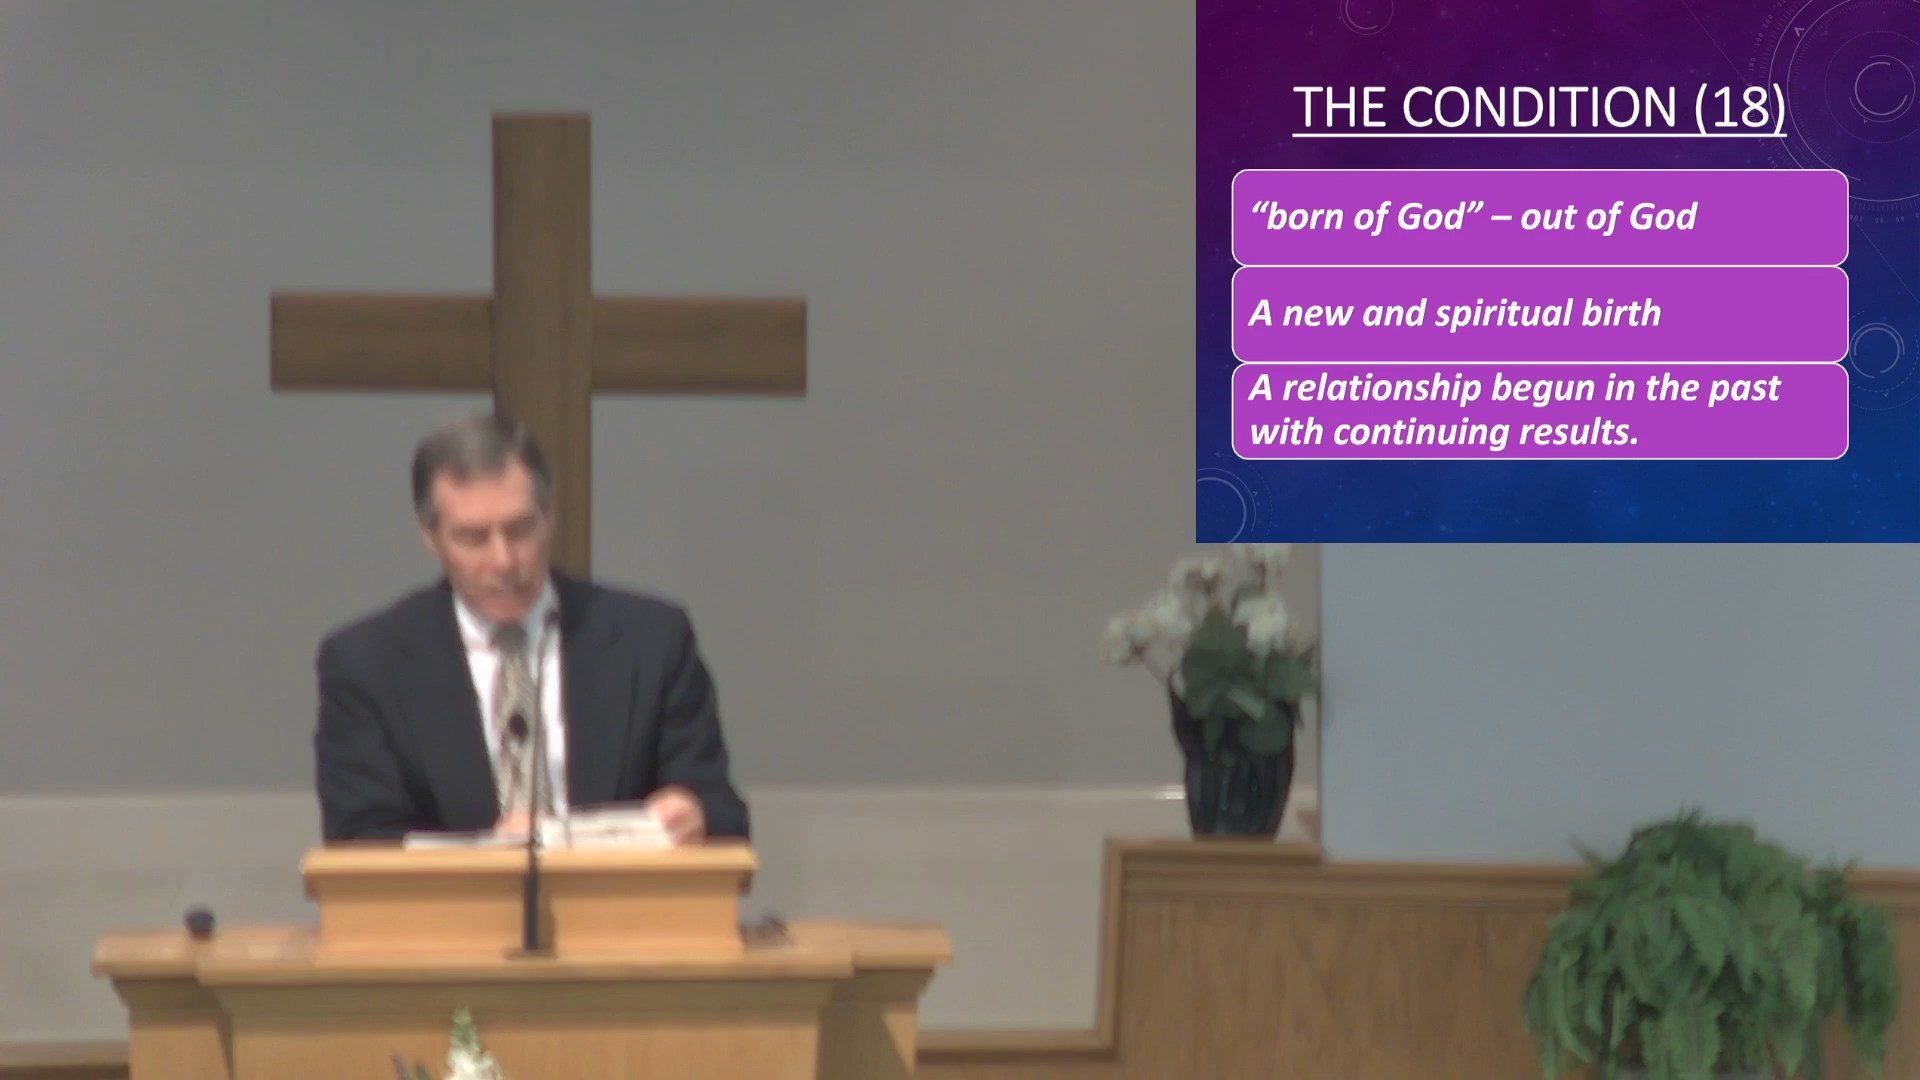 THE CONDITION (18)
“born of God” – out of God
A new and spiritual birth
A relationship begun in the past
with continuing results.